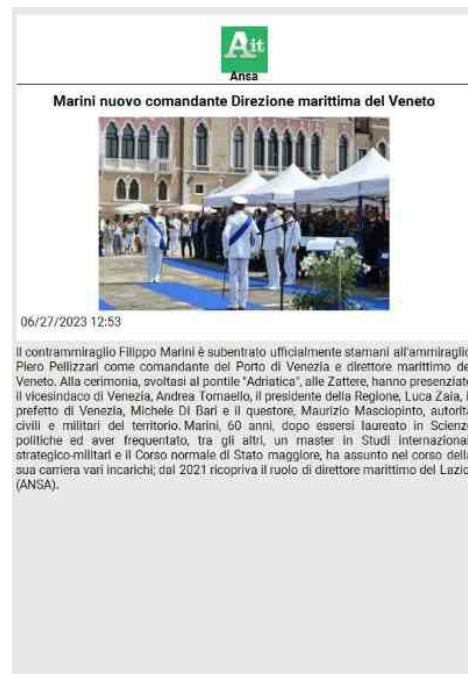 Ait
Ansa
Marini nuovo comandante Direzione marittima del Veneto
06/27/2023 12:53
Il contrammiraglio Filippo Marini è subentrato ufficialmente stamani all'ammiraglio
Piero Pellizzari come comandante del Porto di Venezia e direttore marittimo de
Veneto. Alla cerimonia, svoltasi al pontile "Adriatica", alle Zattere, hanno presenziato
il vicesindaco di Venezia, Andrea Tomaello, il presidente della Regione, Luca Zaia, i
prefetto di Venezia, Michele Di Bari e il questore, Maurizio Masciopinto, autorità
civili e militari del territorio. Marini, 60 anni, dopo essersi laureato in Scienze
politiche ed aver frequentato, tra gli altri, un master in Studi internazional
strategico-militari e il Corso normale di Stato maggiore, ha assunto nel corso della
sua carriera vari incarichi; dal 2021 ricopriva il ruolo di direttore marittimo del Lazio
(ANSA).